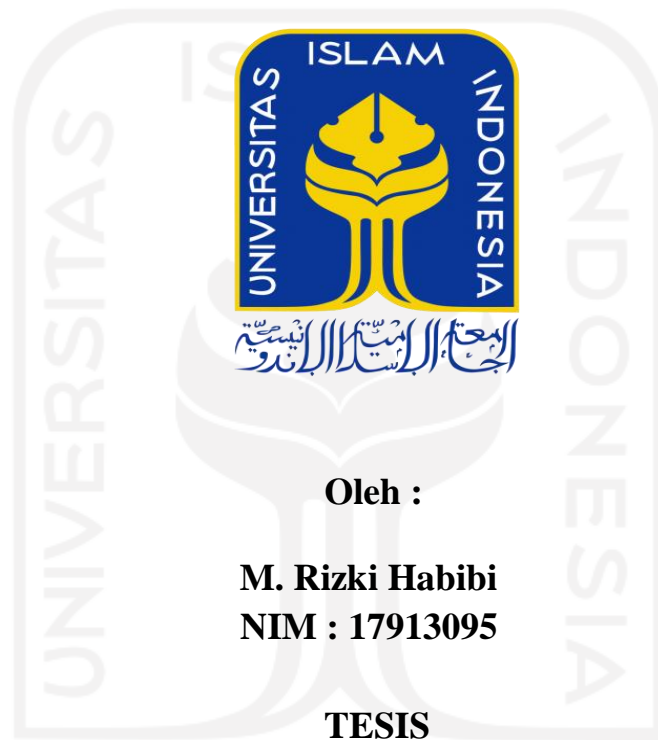 ISLAM
UNIVERSITAS
INDONESIA
الجامعة الإسلامية الإندونيسية
Oleh :
M. Rizki Habibi
NIM : 17913095
TESIS